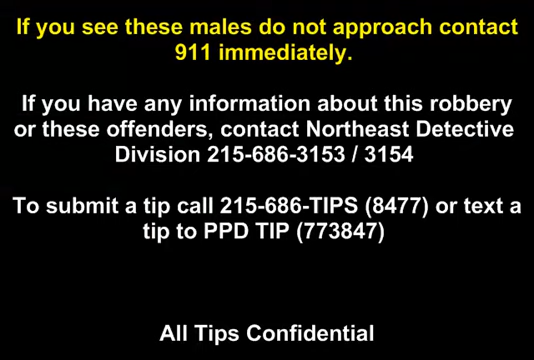 If you see these males do not approach contact
911 immediately.
If you have any information about this robbery
or these offenders, contact Northeast Detective
Division 215-686-3153 / 3154
To submit a tip call 215-686-TIPS (8477) or text a
tip to PPD TIP (773847)
All Tips Confidential